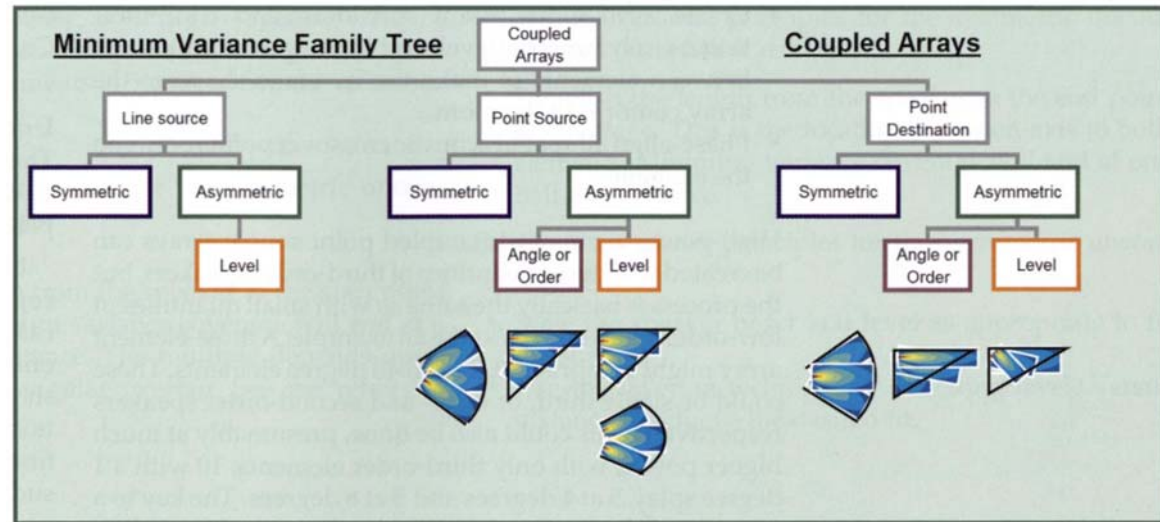 Minimum Variance Family Tree
Coupled
Arrays
Coupled Arrays
Line source
Point Source
Point
Destination
Symmetric
Asymmetric
Symmetric
Asymmetric
Symmetric
Asymmetric
Level
Angle or
Order
Level
Angle or
Order
Level